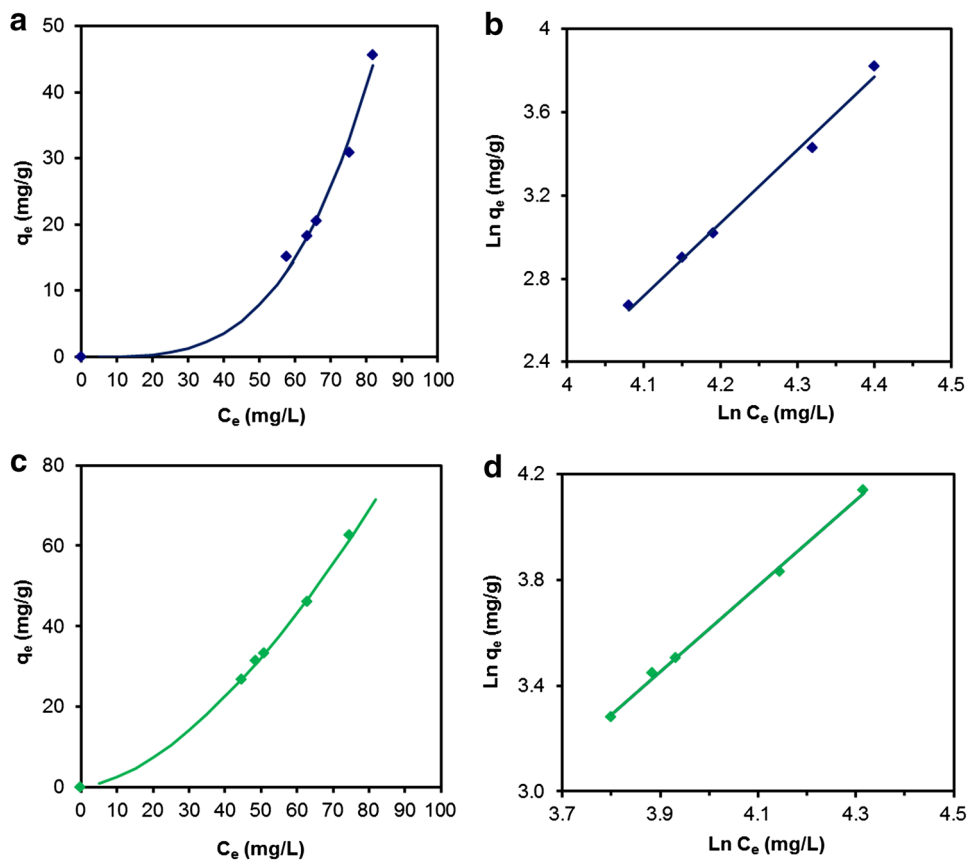 a
50
40
30
20
10
0
qe (mg/g)
0 10 20 30 40 50 60 70 80 90 100
Ce (mg/L)
b
4
3.6
3.2
2.8
2.4
Ln qe (mg/g)
4 4.1 4.2 4.3 4.4 4.5
Ln Ce (mg/L)
c
80
60
40
20
0
qe (mg/g)
0 10 20 30 40 50 60 70 80 90 100
Ce (mg/L)
d
4.2
3.8
3.4
3.0
Ln qe (mg/g)
3.7 3.9 4.1 4.3 4.5
Ln Ce (mg/L)